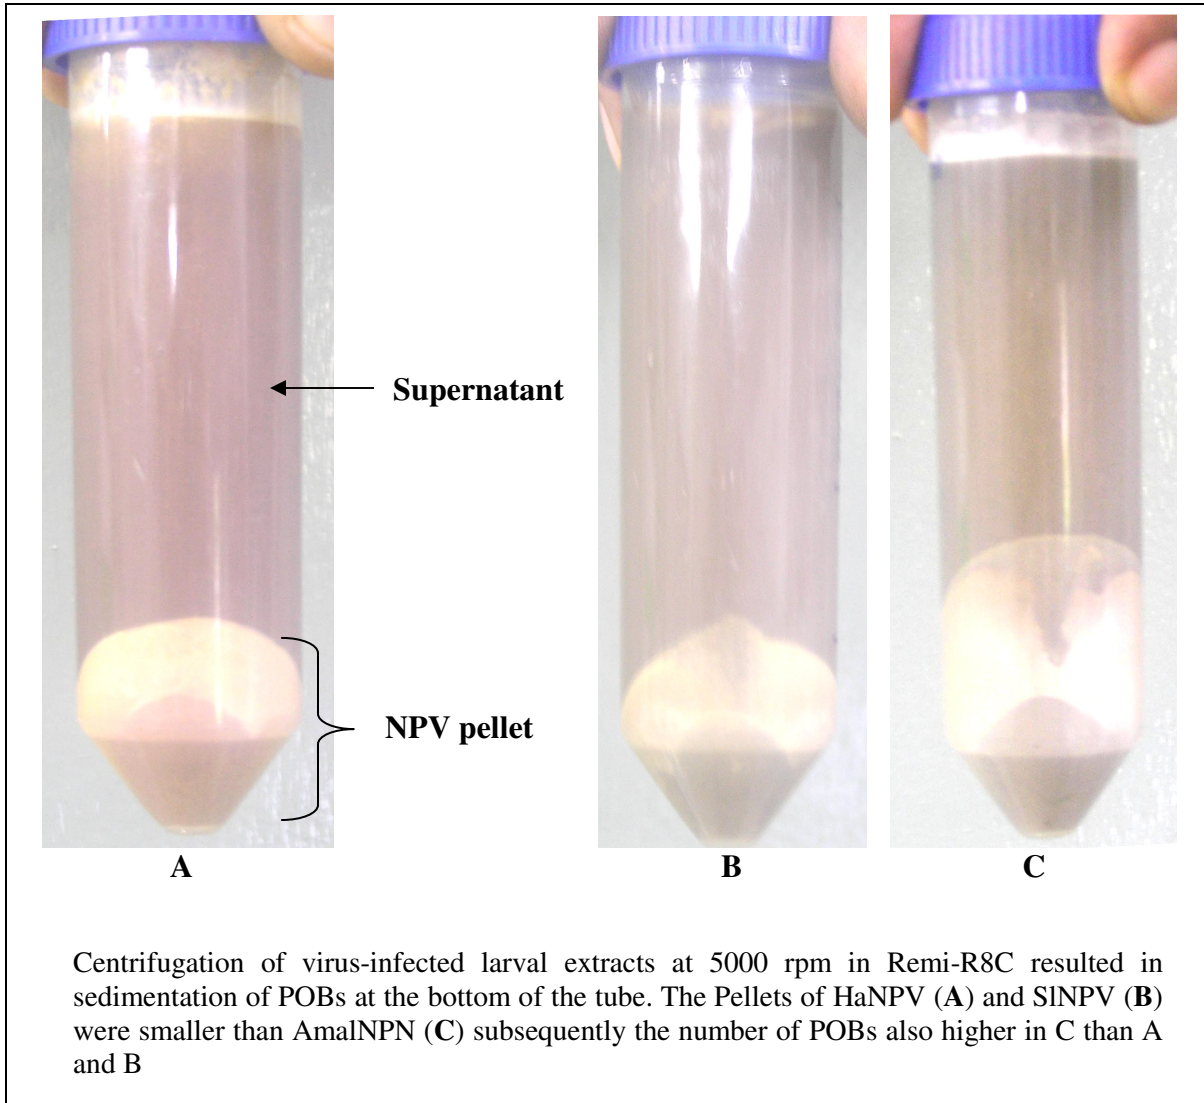 Supernatant
NPV pellet
A
B
C
Centrifugation of virus-infected larval extracts at 5000 rpm in Remi-R8C resulted in
sedimentation of POBs at the bottom of the tube. The Pellets of HaNPV (A) and SlNPV (B)
were smaller than AmalNPN (C) subsequently the number of POBs also higher in C than A
and B